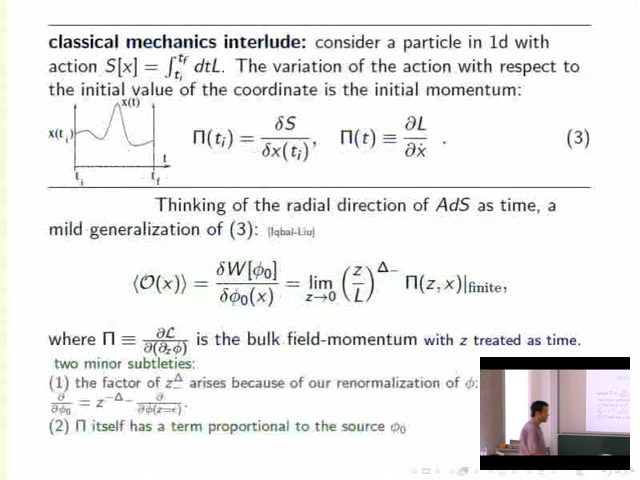 classical mechanics interlude: consider a particle in 1d with
action S[x] = ∫_{t_i}^{t_f} dtL. The variation of the action with respect to
the initial value of the coordinate is the initial momentum:
x(t)
x(t_i)
t
t_i t_f
Π(t_i) = δS/δx(t_i), Π(t) ≡ ∂L/∂ẋ . (3)
Thinking of the radial direction of AdS as time, a
mild generalization of (3): [Iqbal-Liu]
⟨O(x)⟩ = δW[ϕ_0]/δϕ_0(x) = lim_{z→0} (z/L)^{Δ_-} Π(z, x)|_{finite},
where Π ≡ ∂L/∂(∂_zϕ) is the bulk field-momentum with z treated as time.
two minor subtleties:
(1) the factor of z^{Δ_-} arises because of our renormalization of ϕ:
∂/∂ϕ_0 = z^{-Δ_-} ∂/∂ϕ(z=ϵ).
(2) Π itself has a term proportional to the source ϕ_0